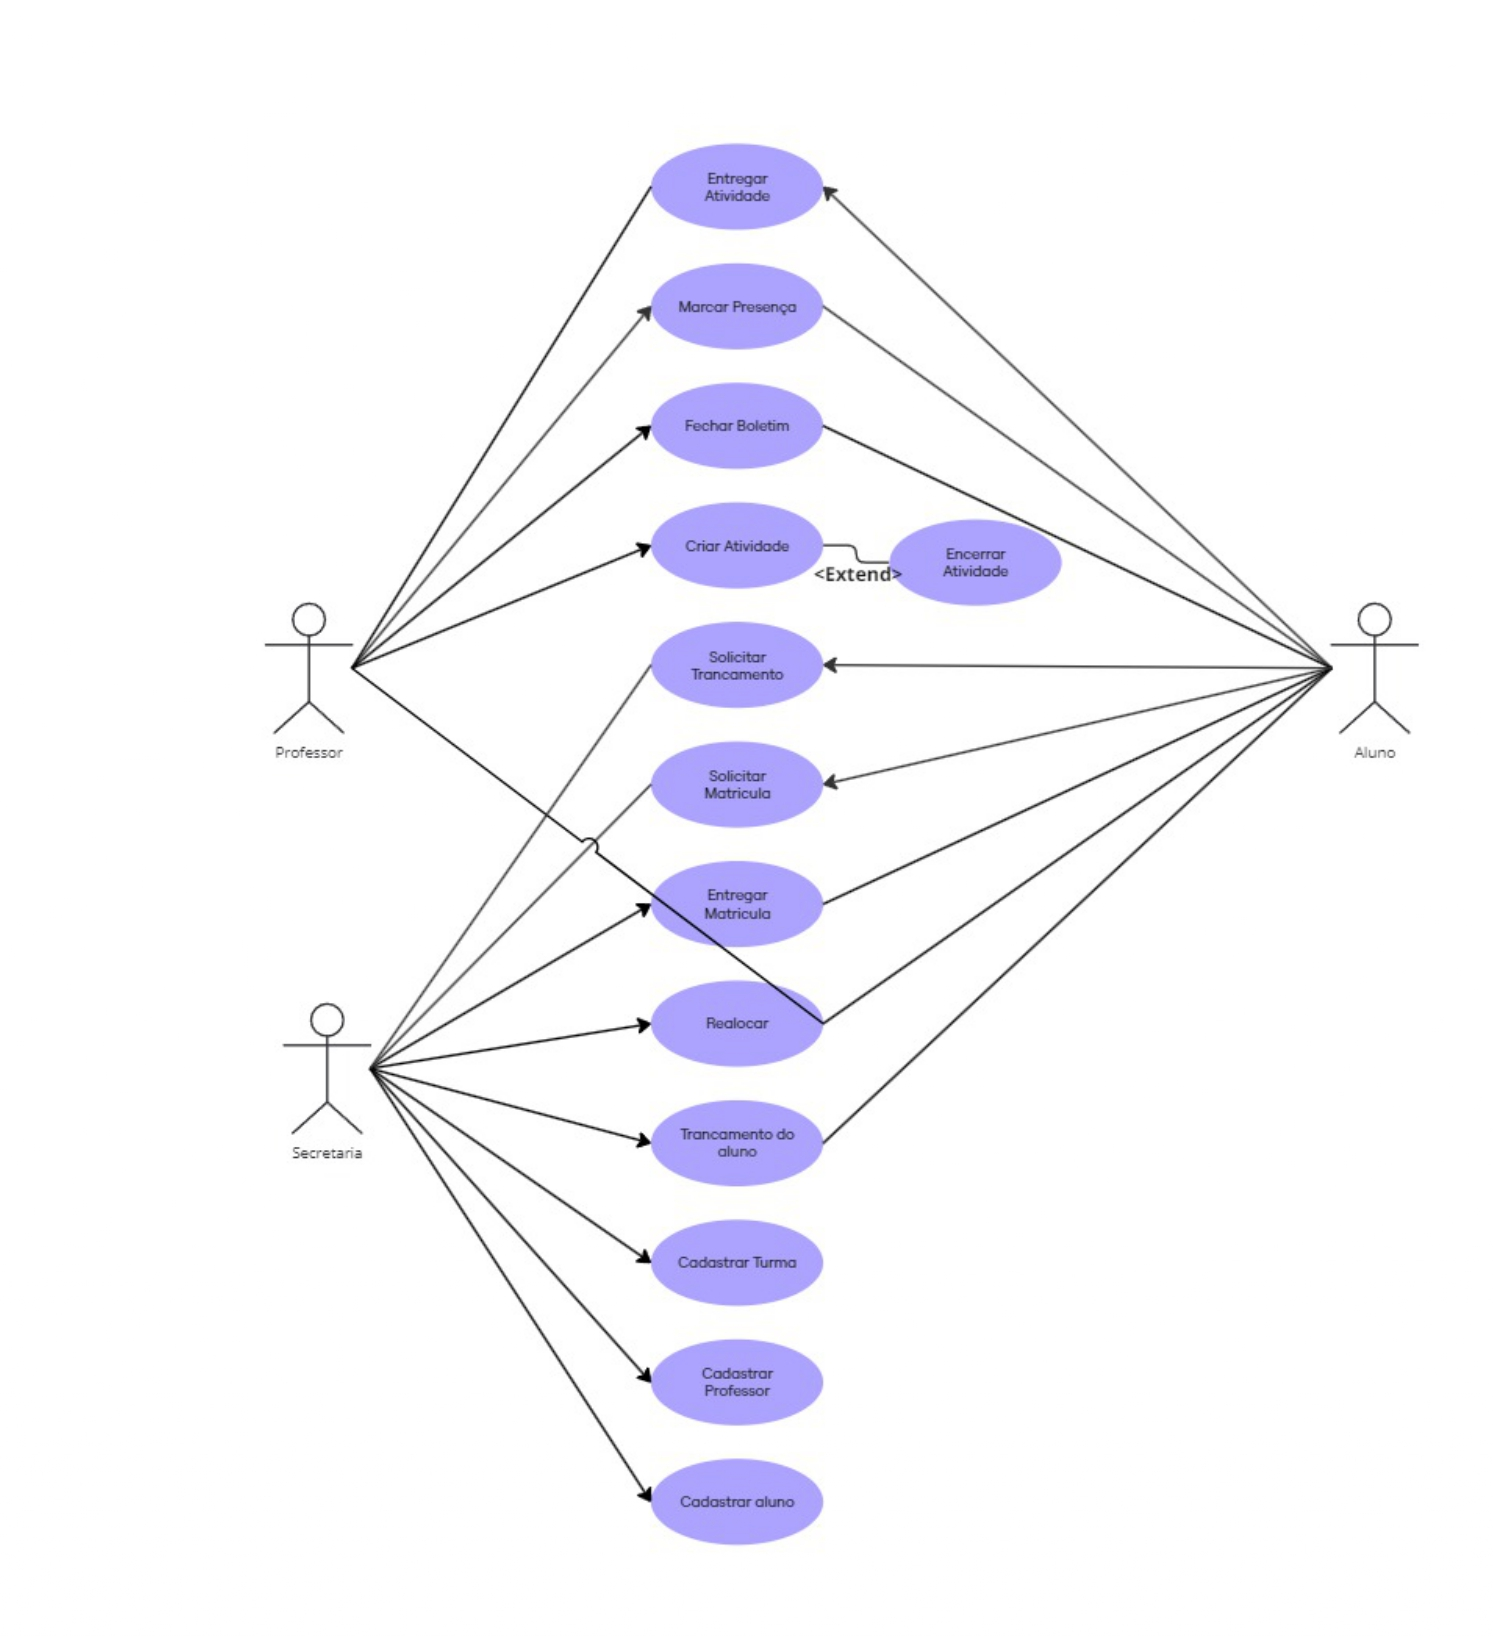 Entregar
Atividade
Marcar Presença
Fechar Boletim
Criar Atividade
Encerrar
Atividade
<Extend>
Solicitar
Trancamento
Professor
Aluno
Solicitar
Matricula
Entregar
Matricula
Realocar
Secretaria
Trancamento do
aluno
Cadastrar Turma
Cadastrar
Professor
Cadastrar aluno